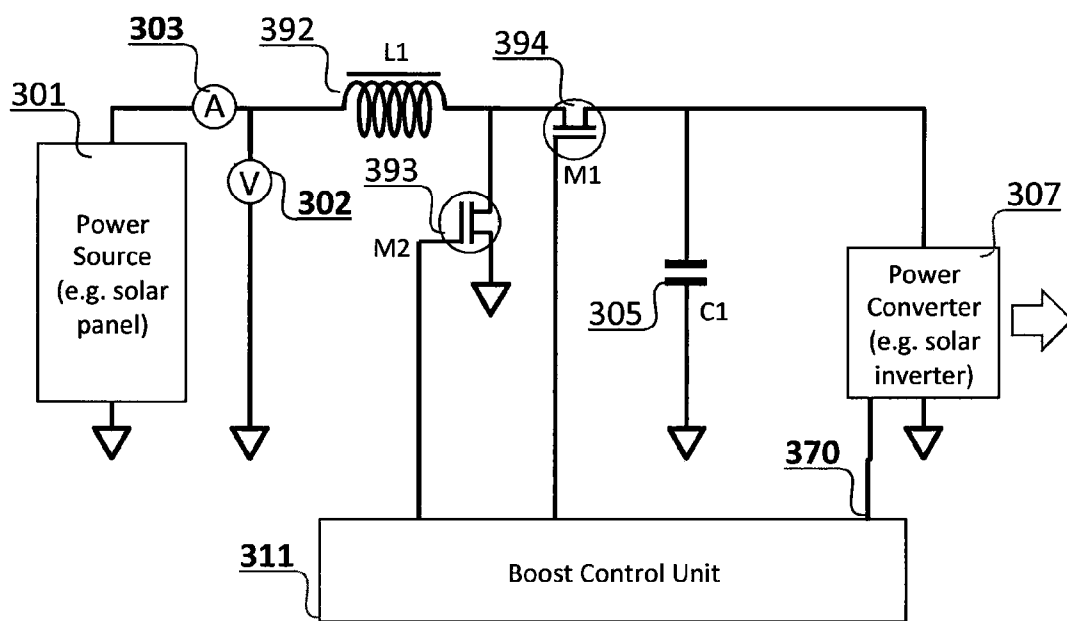 303
392
L1
394
301
A
V
302
393
M1
M2
307
Power
Source
(e.g. solar
panel)
Power
Converter
(e.g. solar
inverter)
305
C1
370
311
Boost Control Unit